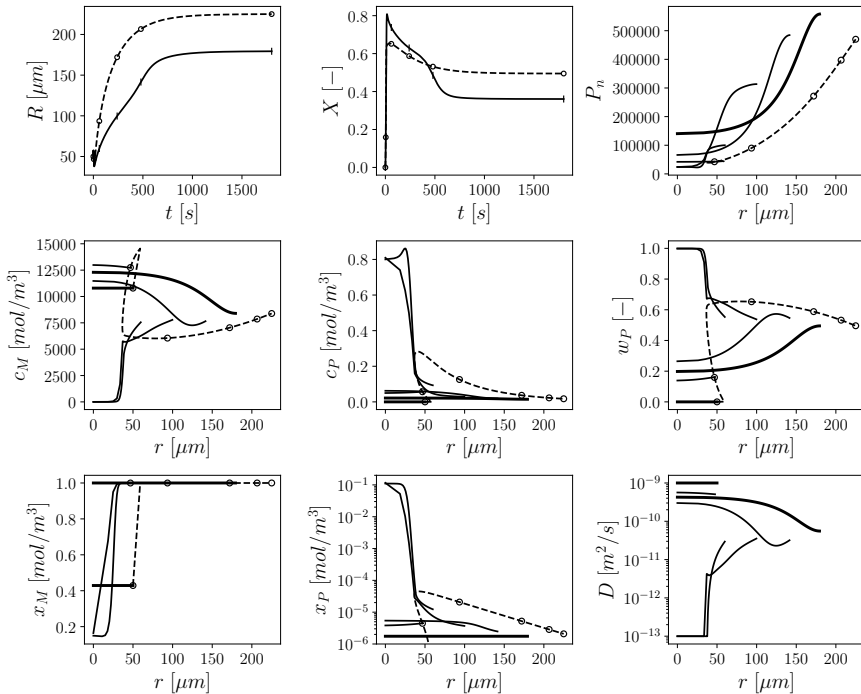 200
150
100
50
R [μm]
0 500 1000 1500
t [s]
0.8
0.6
0.4
0.2
0.0
X [−]
0 500 1000 1500
t [s]
500000
400000
300000
200000
100000
0
P_n
0 50 100 150 200
r [μm]
15000
12500
10000
7500
5000
2500
0
c_M [mol/m^3]
0 50 100 150 200
r [μm]
0.8
0.6
0.4
0.2
0.0
c_P [mol/m^3]
0 50 100 150 200
r [μm]
1.0
0.8
0.6
0.4
0.2
0.0
w_P [−]
0 50 100 150 200
r [μm]
1.0
0.8
0.6
0.4
0.2
x_M [mol/m^3]
0 50 100 150 200
r [μm]
10^−1
10^−2
10^−3
10^−4
10^−5
10^−6
x_P [mol/m^3]
0 50 100 150 200
r [μm]
10^−9
10^−10
10^−11
10^−12
10^−13
D [m^2/s]
0 50 100 150 200
r [μm]